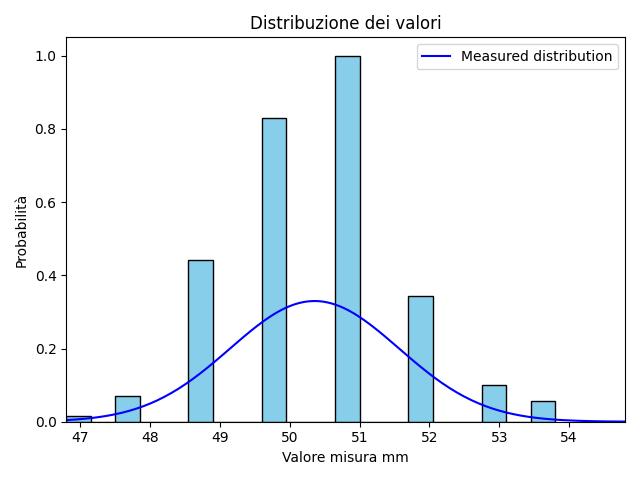 Distribuzione dei valori
Measured distribution
Probabilità
1.0
0.8
0.6
0.4
0.2
0.0
47 48 49 50 51 52 53 54
Valore misura mm